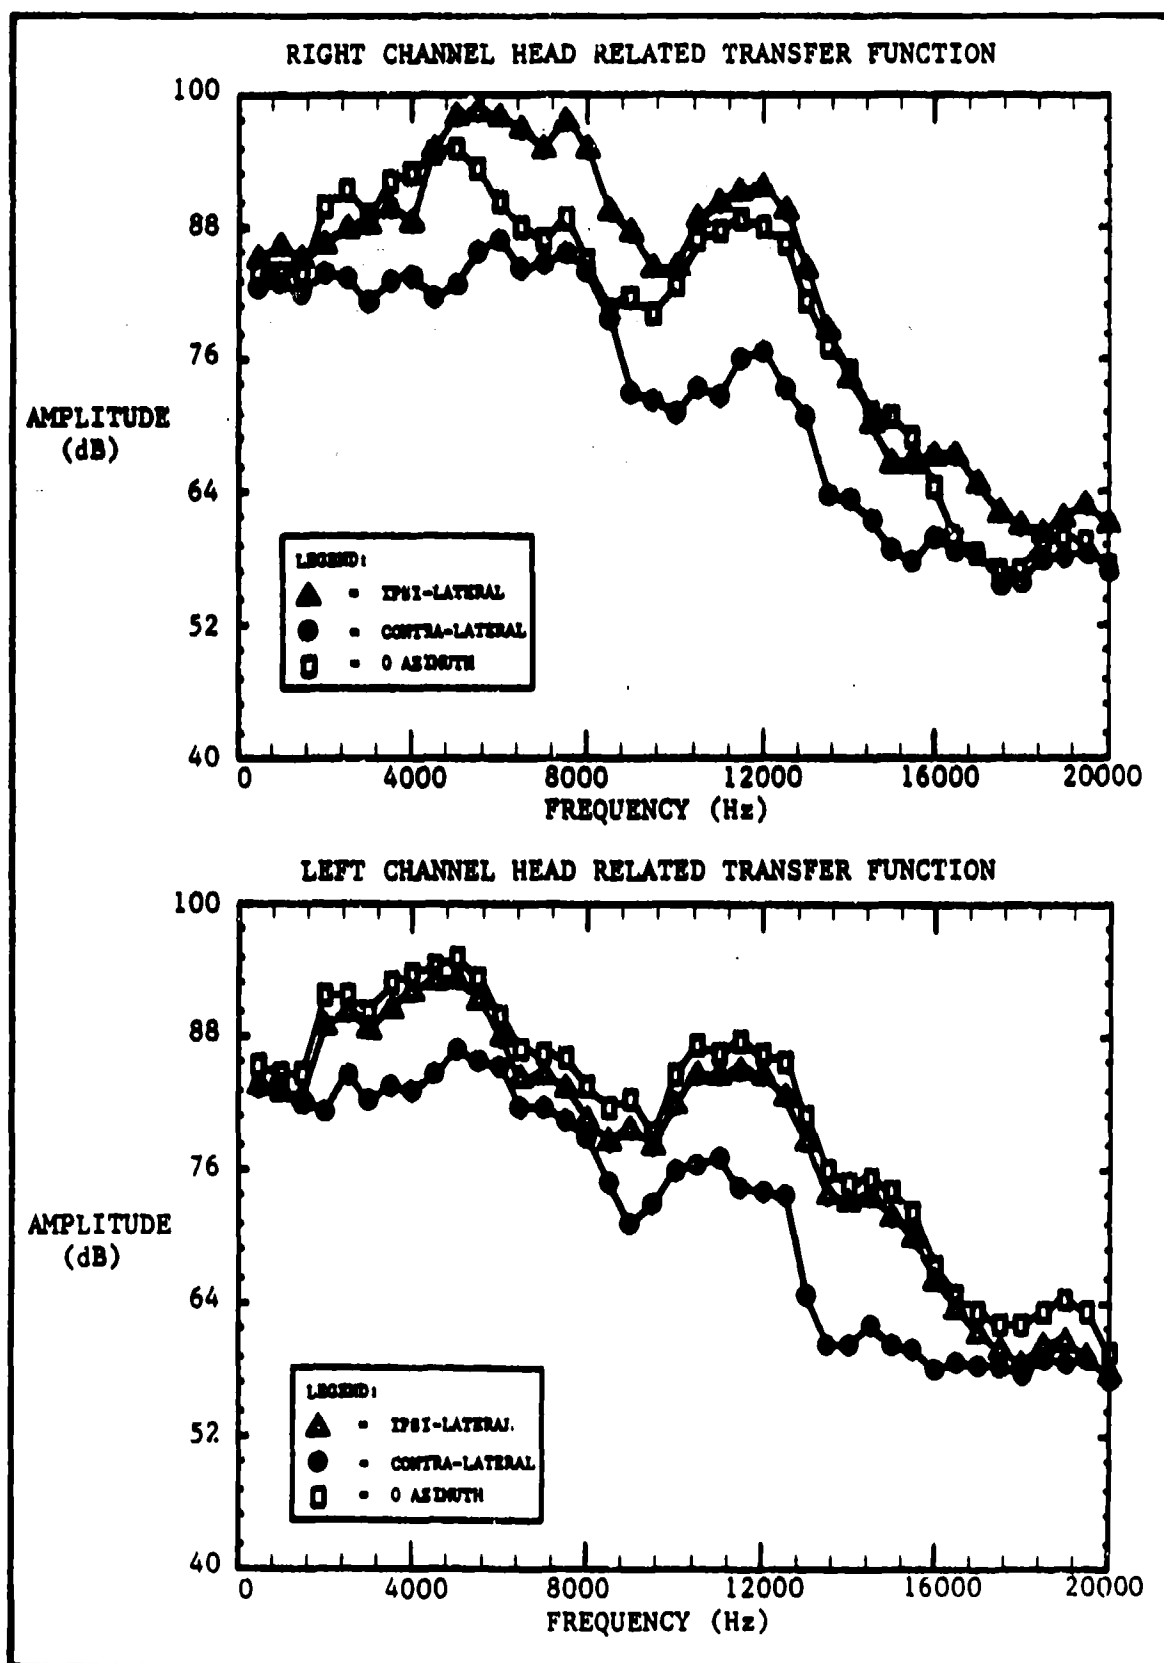 RIGHT CHANNEL HEAD RELATED TRANSFER FUNCTION
100
88
76
AMPLITUDE
(dB)
64
52
40
LEGEND:
= IPSI-LATERAL
= CONTRA-LATERAL
= 0 AZIMUTH
0 4000 8000 12000 16000 20000
FREQUENCY (Hz)
LEFT CHANNEL HEAD RELATED TRANSFER FUNCTION
100
88
76
AMPLITUDE
(dB)
64
52
40
LEGEND:
= IPSI-LATERAL
= CONTRA-LATERAL
= 0 AZIMUTH
0 4000 8000 12000 16000 20000
FREQUENCY (Hz)